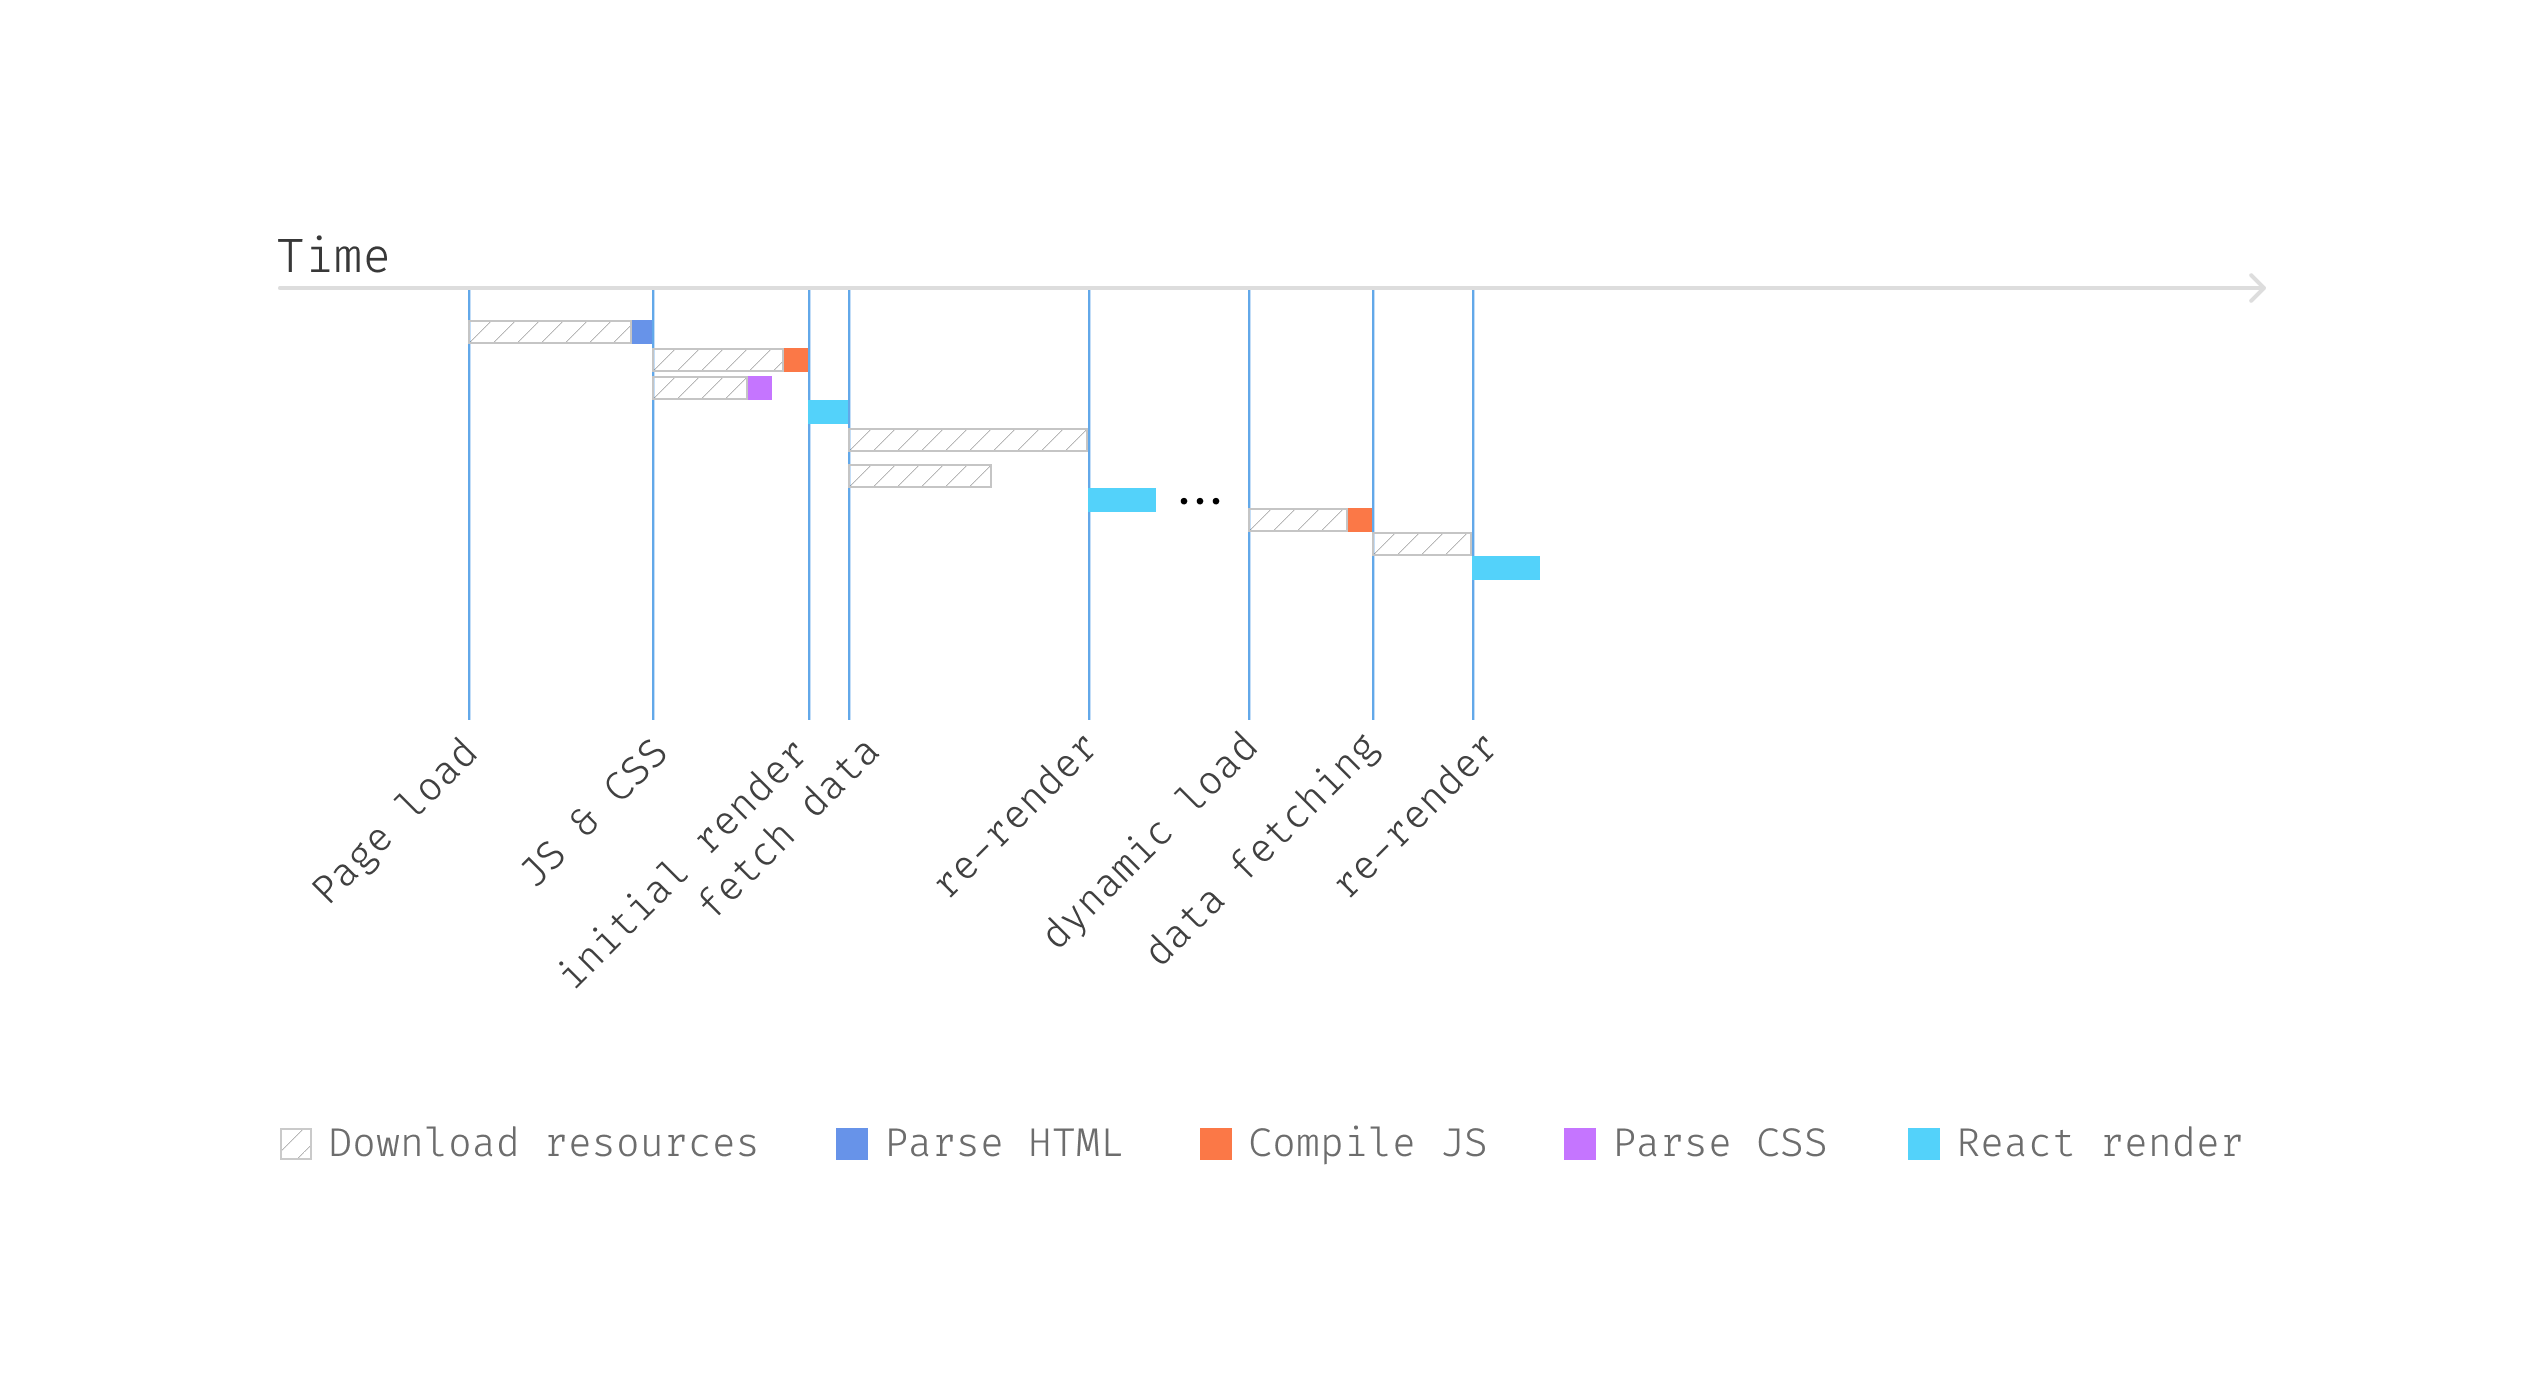 Time
Page load
JS & CSS
initial render
fetch data
re-render
dynamic load
data fetching
re-render
...
Download resources
Parse HTML
Compile JS
Parse CSS
React render